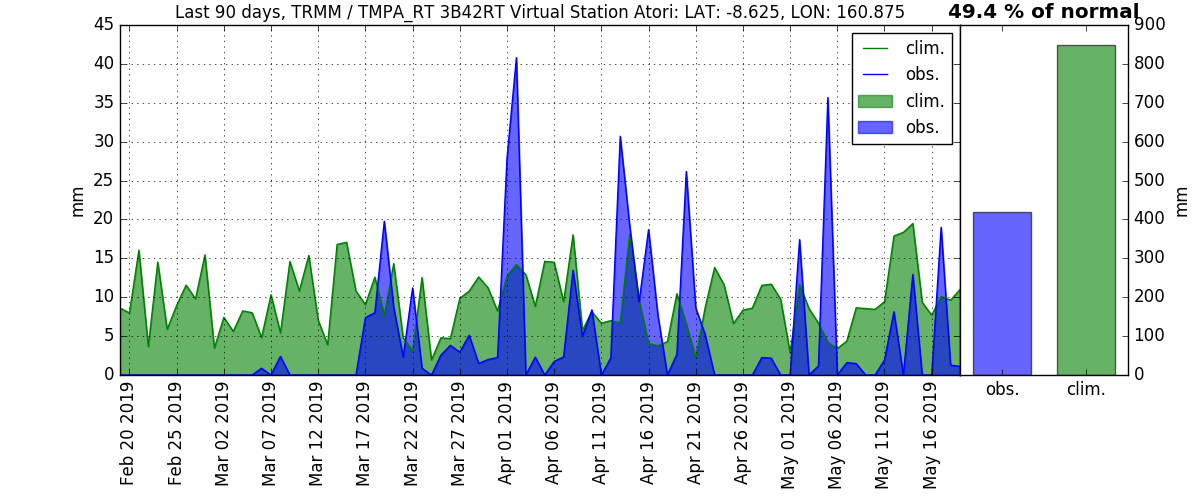 Last 90 days, TRMM / TMPA_RT 3B42RT Virtual Station Atori: LAT: -8.625, LON: 160.875
49.4 % of normal
45
40
35
30
25
20
15
10
5
0
mm
clim.
obs.
clim.
obs.
900
800
700
600
500
400
300
200
100
0
mm
Feb 20 2019
Feb 25 2019
Mar 02 2019
Mar 07 2019
Mar 12 2019
Mar 17 2019
Mar 22 2019
Mar 27 2019
Apr 01 2019
Apr 06 2019
Apr 11 2019
Apr 16 2019
Apr 21 2019
Apr 26 2019
May 01 2019
May 06 2019
May 11 2019
May 16 2019
obs.
clim.